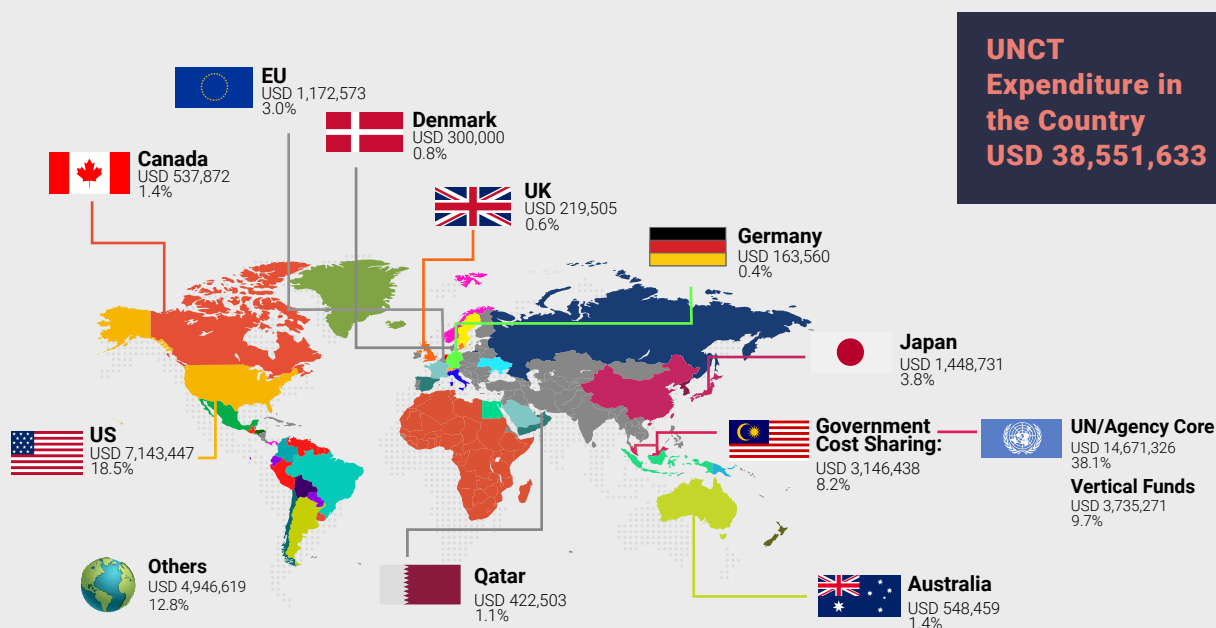 UNCT
Expenditure in
the Country
USD 38,551,633
EU
USD 1,172,573
3.0%
Denmark
USD 300,000
0.8%
Canada
USD 537,872
1.4%
UK
USD 219,505
0.6%
Germany
USD 163,560
0.4%
Japan
USD 1,448,731
3.8%
US
USD 7,143,447
18.5%
Government
Cost Sharing:
USD 3,146,438
8.2%
UN/Agency Core
USD 14,671,326
38.1%
Vertical Funds
USD 3,735,271
9.7%
Others
USD 4,946,619
12.8%
Qatar
USD 422,503
1.1%
Australia
USD 548,459
1.4%